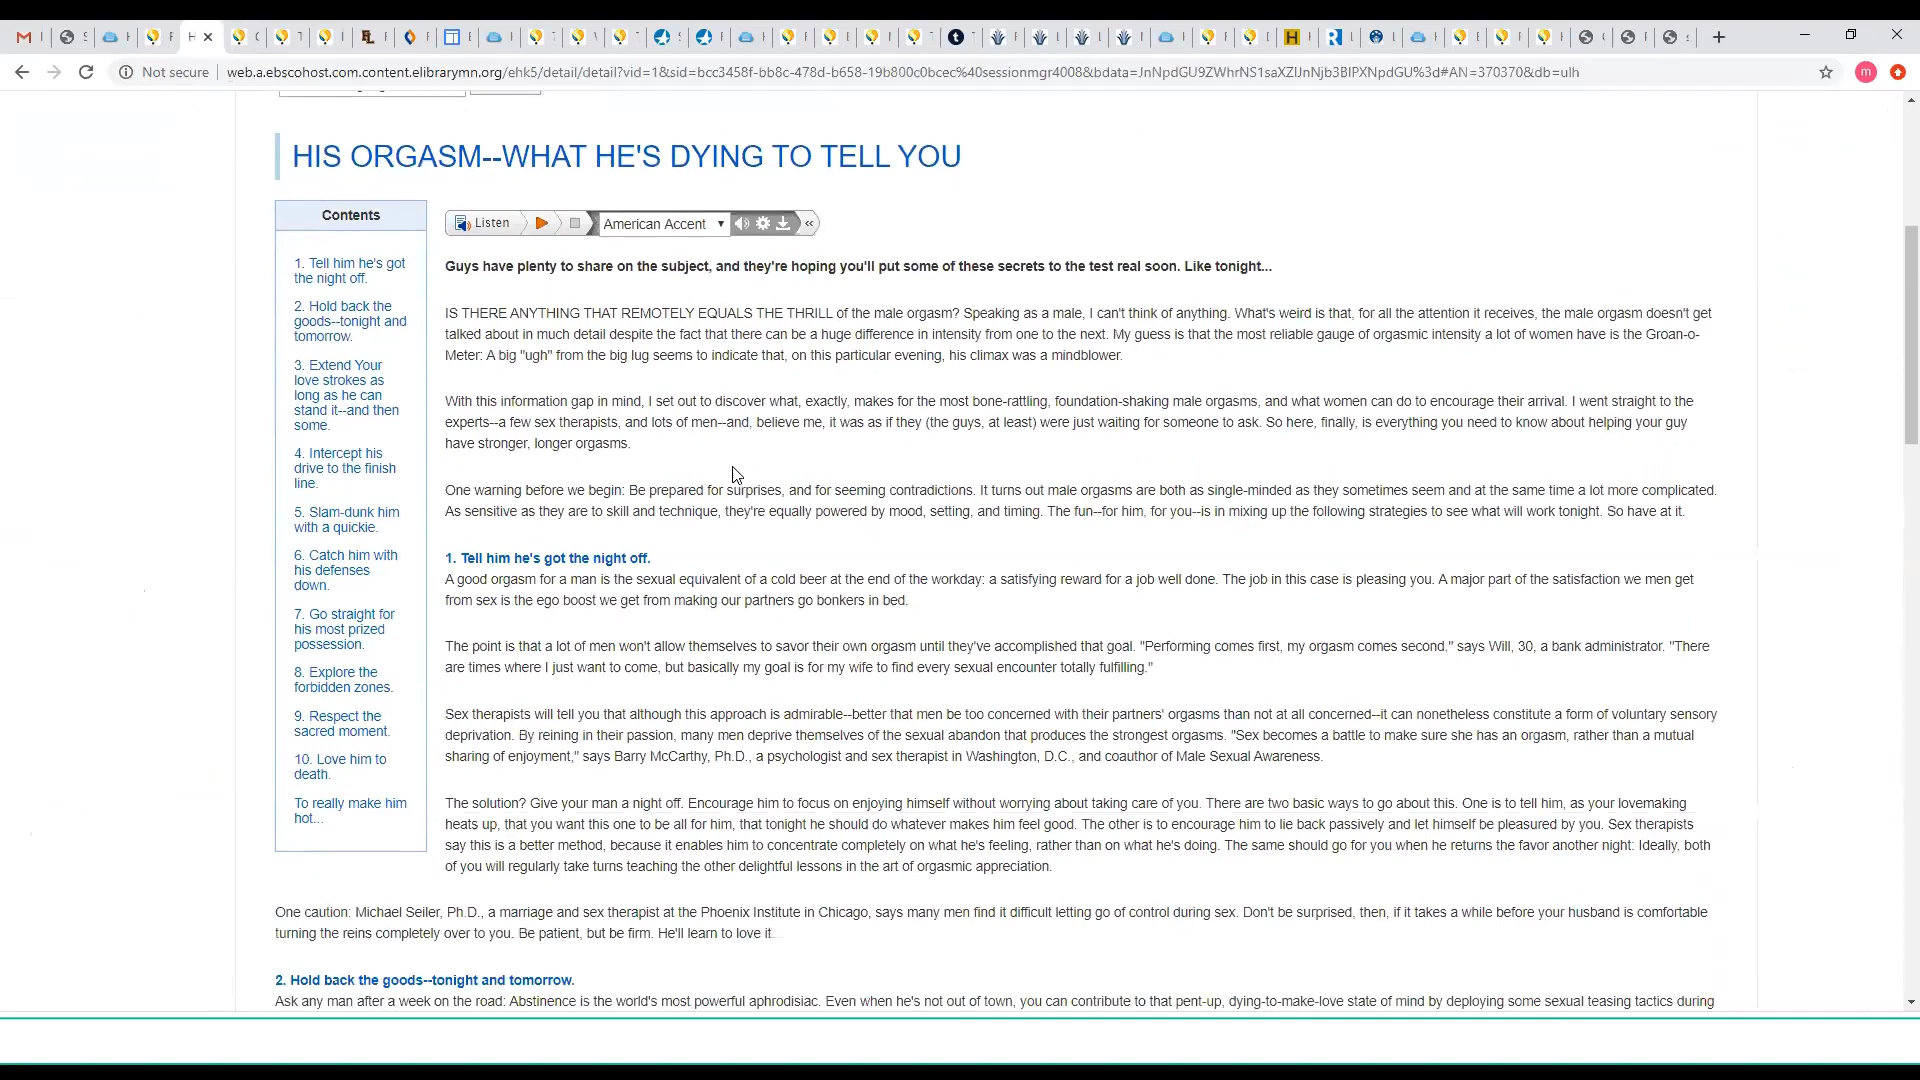 Not secure
web.a.ebscohost.com.content.elibrarymn.org/ehk5/detail/detail?vid=1&sid=bcc3458f-bb8c-478d-b658-19b800c0bcec%40sessionmgr4008&bdata=JnNpdGU9ZWhrNS1saXZlJnNjb3BlPXNpdGU%3d#AN=370370&db=ulh
m
HIS ORGASM--WHAT HE'S DYING TO TELL YOU
Contents
1. Tell him he's got
the night off.
2. Hold back the
goods--tonight and
tomorrow.
3. Extend Your
love strokes as
long as he can
stand it--and then
some.
4. Intercept his
drive to the finish
line.
5. Slam-dunk him
with a quickie.
6. Catch him with
his defenses
down.
7. Go straight for
his most prized
possession.
8. Explore the
forbidden zones.
9. Respect the
sacred moment.
10. Love him to
death.
To really make him
hot...
Listen
American Accent
Guys have plenty to share on the subject, and they're hoping you'll put some of these secrets to the test real soon. Like tonight...
IS THERE ANYTHING THAT REMOTELY EQUALS THE THRILL of the male orgasm? Speaking as a male, I can't think of anything. What's weird is that, for all the attention it receives, the male orgasm doesn't get
talked about in much detail despite the fact that there can be a huge difference in intensity from one to the next. My guess is that the most reliable gauge of orgasmic intensity a lot of women have is the Groan-o-
Meter: A big "ugh" from the big lug seems to indicate that, on this particular evening, his climax was a mindblower.
With this information gap in mind, I set out to discover what, exactly, makes for the most bone-rattling, foundation-shaking male orgasms, and what women can do to encourage their arrival. I went straight to the
experts--a few sex therapists, and lots of men--and, believe me, it was as if they (the guys, at least) were just waiting for someone to ask. So here, finally, is everything you need to know about helping your guy
have stronger, longer orgasms.
One warning before we begin: Be prepared for surprises, and for seeming contradictions. It turns out male orgasms are both as single-minded as they sometimes seem and at the same time a lot more complicated.
As sensitive as they are to skill and technique, they're equally powered by mood, setting, and timing. The fun--for him, for you--is in mixing up the following strategies to see what will work tonight. So have at it.
1. Tell him he's got the night off.
A good orgasm for a man is the sexual equivalent of a cold beer at the end of the workday: a satisfying reward for a job well done. The job in this case is pleasing you. A major part of the satisfaction we men get
from sex is the ego boost we get from making our partners go bonkers in bed.
The point is that a lot of men won't allow themselves to savor their own orgasm until they've accomplished that goal. "Performing comes first, my orgasm comes second," says Will, 30, a bank administrator. "There
are times where I just want to come, but basically my goal is for my wife to find every sexual encounter totally fulfilling."
Sex therapists will tell you that although this approach is admirable--better that men be too concerned with their partners' orgasms than not at all concerned--it can nonetheless constitute a form of voluntary sensory
deprivation. By reining in their passion, many men deprive themselves of the sexual abandon that produces the strongest orgasms. "Sex becomes a battle to make sure she has an orgasm, rather than a mutual
sharing of enjoyment," says Barry McCarthy, Ph.D., a psychologist and sex therapist in Washington, D.C., and coauthor of Male Sexual Awareness.
The solution? Give your man a night off. Encourage him to focus on enjoying himself without worrying about taking care of you. There are two basic ways to go about this. One is to tell him, as your lovemaking
heats up, that you want this one to be all for him, that tonight he should do whatever makes him feel good. The other is to encourage him to lie back passively and let himself be pleasured by you. Sex therapists
say this is a better method, because it enables him to concentrate completely on what he's feeling, rather than on what he's doing. The same should go for you when he returns the favor another night: Ideally, both
of you will regularly take turns teaching the other delightful lessons in the art of orgasmic appreciation.
One caution: Michael Seiler, Ph.D., a marriage and sex therapist at the Phoenix Institute in Chicago, says many men find it difficult letting go of control during sex. Don't be surprised, then, if it takes a while before your husband is comfortable
turning the reins completely over to you. Be patient, but be firm. He'll learn to love it.
2. Hold back the goods--tonight and tomorrow.
Ask any man after a week on the road: Abstinence is the world's most powerful aphrodisiac. Even when he's not out of town, you can contribute to that pent-up, dying-to-make-love state of mind by deploying some sexual teasing tactics during